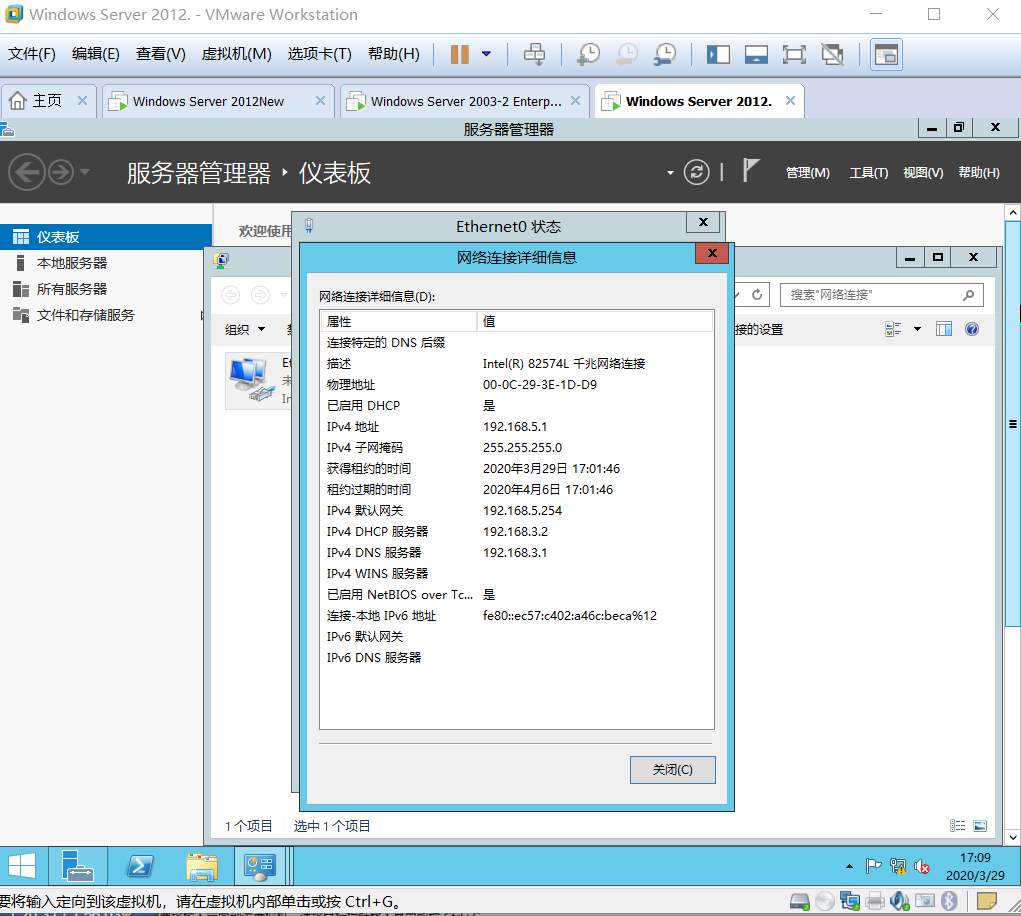 Windows Server 2012. - VMware Workstation
文件(F) 编辑(E) 查看(V) 虚拟机(M) 选项卡(T) 帮助(H)
主页 Windows Server 2012New Windows Server 2003-2 Enterp... Windows Server 2012.
服务器管理器
服务器管理器 仪表板 管理(M) 工具(T) 视图(V) 帮助(H)
仪表板
本地服务器
所有服务器
文件和存储服务
欢迎使用
Ethernet0 状态
网络连接详细信息
搜索"网络连接"
组织 接的设置
网络连接详细信息(D):
属性 值
连接特定的 DNS 后缀
描述 Intel(R) 82574L 千兆网络连接
物理地址 00-0C-29-3E-1D-D9
已启用 DHCP 是
IPv4 地址 192.168.5.1
IPv4 子网掩码 255.255.255.0
获得租约的时间 2020年3月29日 17:01:46
租约过期的时间 2020年4月6日 17:01:46
IPv4 默认网关 192.168.5.254
IPv4 DHCP 服务器 192.168.3.2
IPv4 DNS 服务器 192.168.3.1
IPv4 WINS 服务器
已启用 NetBIOS over Tc... 是
连接-本地 IPv6 地址 fe80::ec57:c402:a46c:beca%12
IPv6 默认网关
IPv6 DNS 服务器
关闭(C)
1 个项目 选中 1 个项目
17:09
2020/3/29
要将输入定向到该虚拟机，请在虚拟机内部单击或按 Ctrl+G。